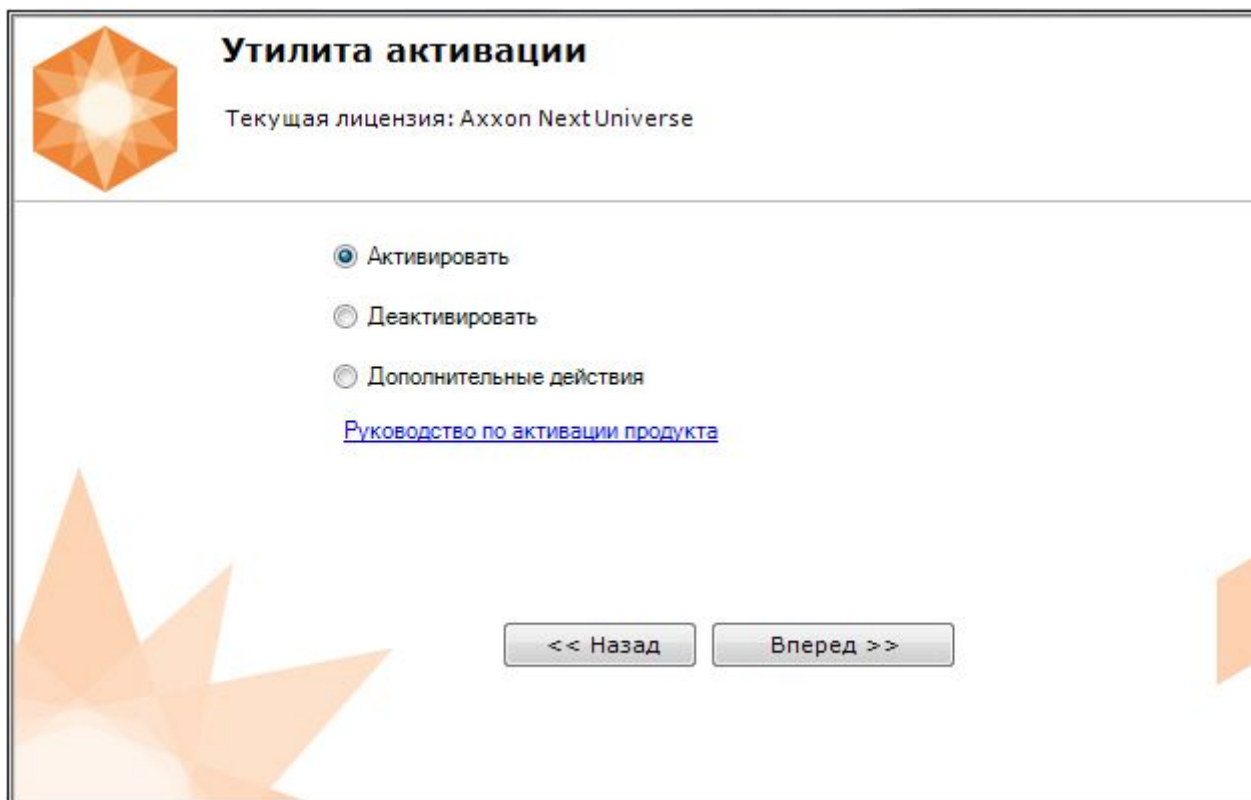 Утилита активации
Текущая лицензия: Axxon Next Universe
Активировать
Деактивировать
Дополнительные действия
Руководство по активации продукта
<< Назад
Вперед >>